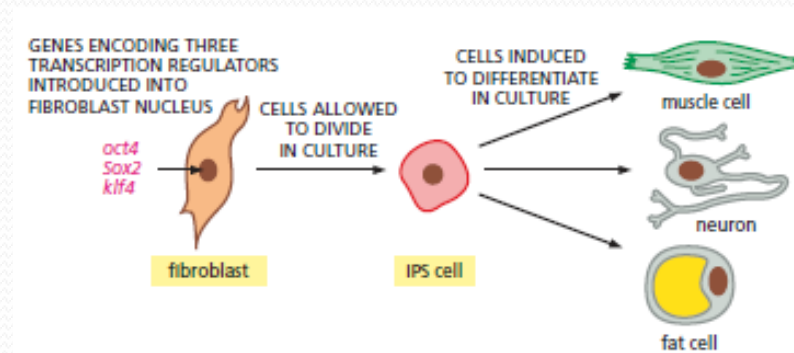 GENES ENCODING THREE
TRANSCRIPTION REGULATORS
INTRODUCED INTO
FIBROBLAST NUCLEUS
oct4
Sox2
klf4
fibroblast
CELLS ALLOWED
TO DIVIDE
IN CULTURE
IPS cell
CELLS INDUCED
TO DIFFERENTIATE
IN CULTURE
muscle cell
neuron
fat cell